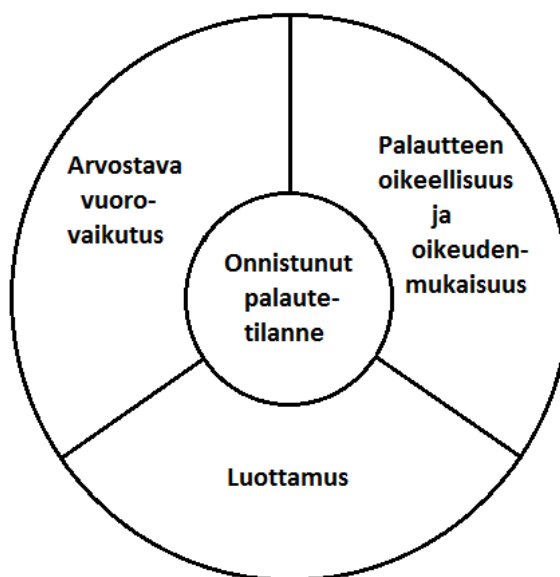 Arvostava
vuoro-
vaikutus
Palautteen
oikeellisuus
ja
oikeuden-
mukaisuus
Onnistunut
palaute-
tilanne
Luottamus